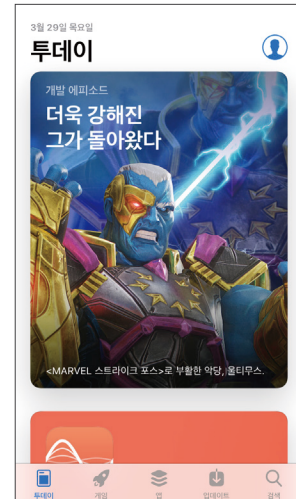 3월 29일 목요일
투데이
개발 에피소드
더욱 강해진
그가 돌아왔다
<MARVEL 스트라이크 포스>로 부활한 악당, 울티무스.
투데이
게임
앱
업데이트
검색